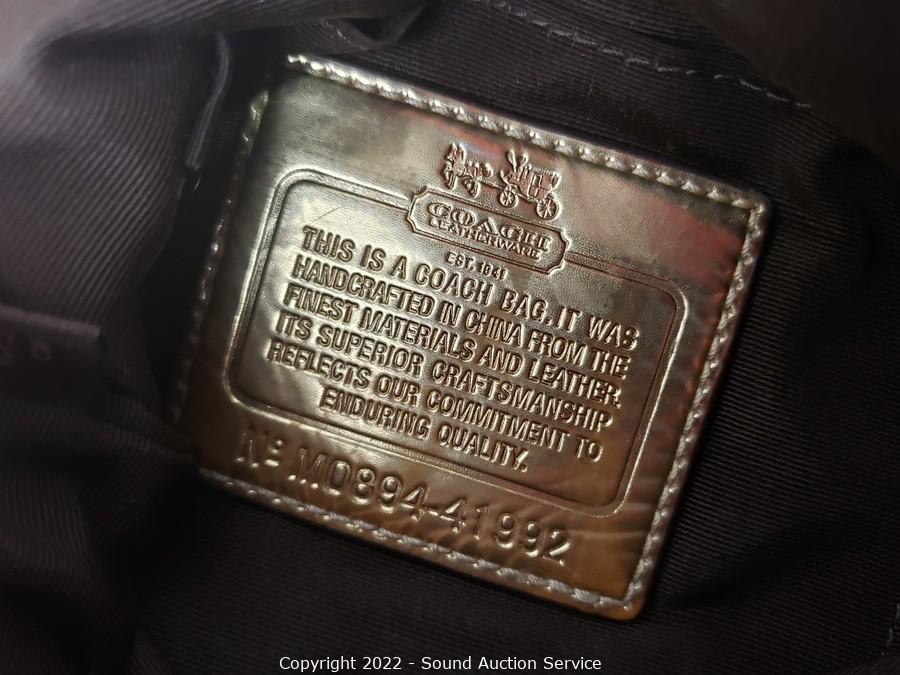 COACH
LEATHERWARE
EST. 1941
THIS IS A COACH BAG. IT WAS
HANDCRAFTED IN CHINA FROM THE
FINEST MATERIALS AND LEATHER.
ITS SUPERIOR CRAFTSMANSHIP
REFLECTS OUR COMMITMENT TO
ENDURING QUALITY.
Nº M0894-41992
Copyright 2022 - Sound Auction Service